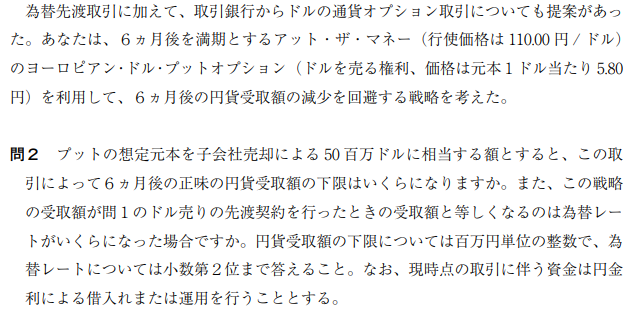 為替先渡取引に加えて、取引銀行からドルの通貨オプション取引についても提案があっ
た。あなたは、６ヵ月後を満期とするアット・ザ・マネー（行使価格は 110.00 円 / ドル）
のヨーロピアン・ドル・プットオプション（ドルを売る権利、価格は元本１ドル当たり 5.80
円）を利用して、６ヵ月後の円貨受取額の減少を回避する戦略を考えた。
問２　プットの想定元本を子会社売却による 50 百万ドルに相当する額とすると、この取
引によって６ヵ月後の正味の円貨受取額の下限はいくらになりますか。また、この戦略
の受取額が問１のドル売りの先渡契約を行ったときの受取額と等しくなるのは為替レー
トがいくらになった場合ですか。円貨受取額の下限については百万円単位の整数で、為
替レートについては小数第２位まで答えること。なお、現時点の取引に伴う資金は円金
利による借入れまたは運用を行うこととする。